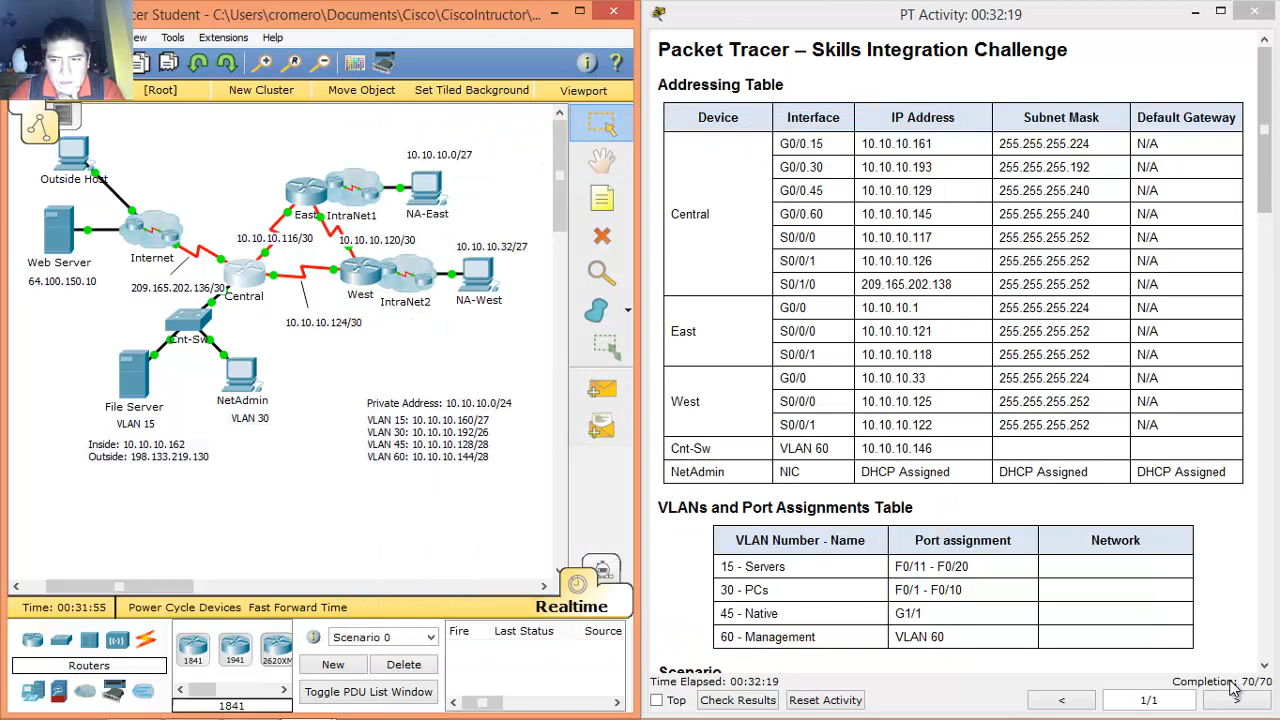 cer Student - C:\Users\cromero\Documents\Cisco\CiscoIntructor\...
ew Tools Extensions Help
[Root] New Cluster Move Object Set Tiled Background Viewport
10.10.10.0/27
Outside Host
East IntraNet1 NA-East
10.10.10.116/30 10.10.10.120/30 10.10.10.32/27
Web Server Internet
64.100.150.10
209.165.202.136/30 Central West IntraNet2 NA-West
10.10.10.124/30
Cnt-Sw
File Server NetAdmin
VLAN 15 VLAN 30
Inside: 10.10.10.162
Outside: 198.133.219.130
Private Address: 10.10.10.0/24
VLAN 15: 10.10.10.160/27
VLAN 30: 10.10.10.192/26
VLAN 45: 10.10.10.128/28
VLAN 60: 10.10.10.144/28
Realtime
Time: 00:31:55 Power Cycle Devices Fast Forward Time
Routers
1841 1941 2620XM
1841
Scenario 0
New Delete
Toggle PDU List Window
Fire Last Status Source
PT Activity: 00:32:19
Packet Tracer – Skills Integration Challenge
Addressing Table
Device Interface IP Address Subnet Mask Default Gateway
Central
G0/0.15 10.10.10.161 255.255.255.224 N/A
G0/0.30 10.10.10.193 255.255.255.192 N/A
G0/0.45 10.10.10.129 255.255.255.240 N/A
G0/0.60 10.10.10.145 255.255.255.240 N/A
S0/0/0 10.10.10.117 255.255.255.252 N/A
S0/0/1 10.10.10.126 255.255.255.252 N/A
S0/1/0 209.165.202.138 255.255.255.252 N/A
East
G0/0 10.10.10.1 255.255.255.224 N/A
S0/0/0 10.10.10.121 255.255.255.252 N/A
S0/0/1 10.10.10.118 255.255.255.252 N/A
West
G0/0 10.10.10.33 255.255.255.224 N/A
S0/0/0 10.10.10.125 255.255.255.252 N/A
S0/0/1 10.10.10.122 255.255.255.252 N/A
Cnt-Sw VLAN 60 10.10.10.146
NetAdmin NIC DHCP Assigned DHCP Assigned DHCP Assigned
VLANs and Port Assignments Table
VLAN Number - Name Port assignment Network
15 - Servers F0/11 - F0/20
30 - PCs F0/1 - F0/10
45 - Native G1/1
60 - Management VLAN 60
Scenario
Time Elapsed: 00:32:19 Completion: 70/70
Top Check Results Reset Activity < 1/1 >